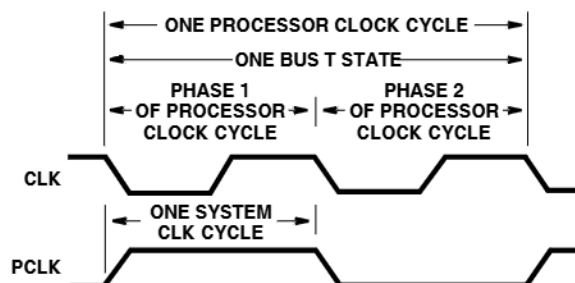 ONE PROCESSOR CLOCK CYCLE
ONE BUS T STATE
PHASE 1
OF PROCESSOR
CLOCK CYCLE
PHASE 2
OF PROCESSOR
CLOCK CYCLE
CLK
ONE SYSTEM
CLK CYCLE
PCLK